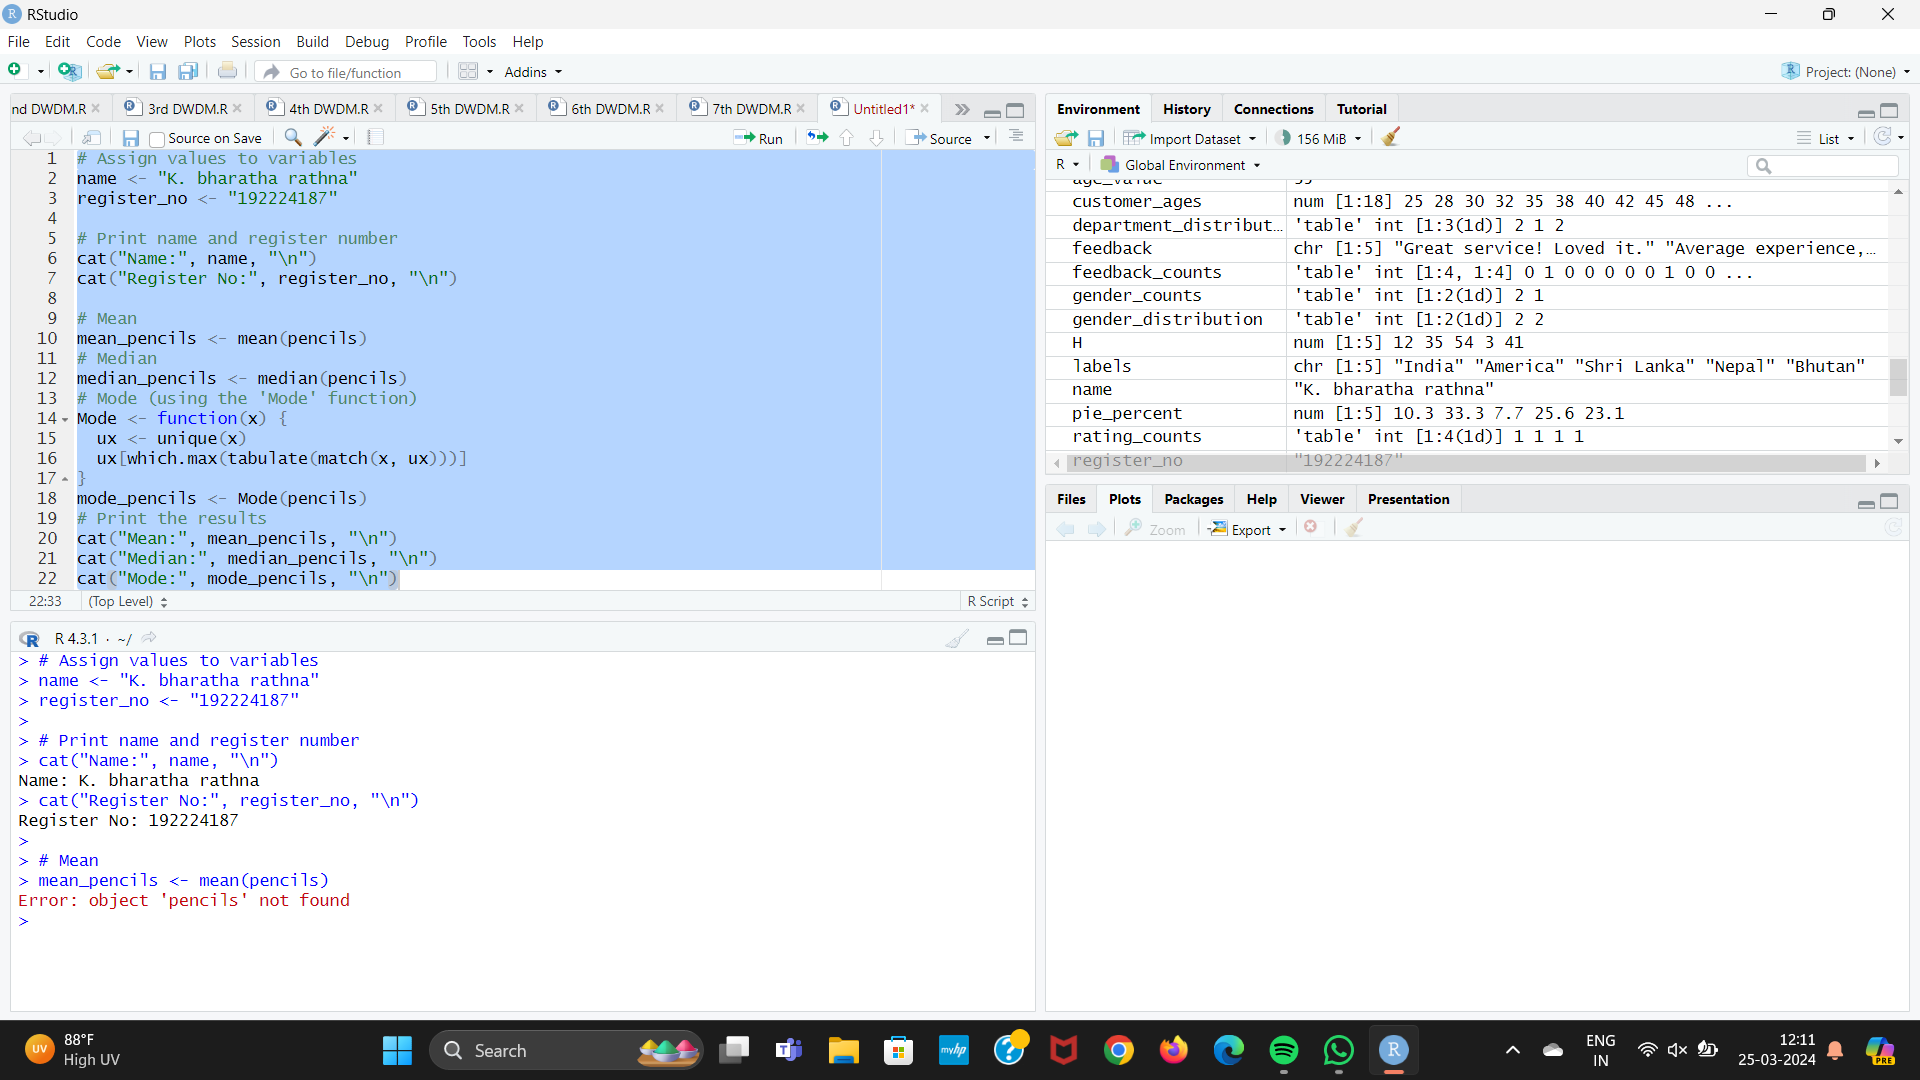 RStudio
File Edit Code View Plots Session Build Debug Profile Tools Help
Go to file/function Addins Project: (None)
nd DWDM.R 3rd DWDM.R 4th DWDM.R 5th DWDM.R 6th DWDM.R 7th DWDM.R Untitled1*
Source on Save Run Source
1 # Assign values to variables
2 name <- "K. bharatha rathna"
3 register_no <- "192224187"
4
5 # Print name and register number
6 cat("Name:", name, "\n")
7 cat("Register No:", register_no, "\n")
8
9 # Mean
10 mean_pencils <- mean(pencils)
11 # Median
12 median_pencils <- median(pencils)
13 # Mode (using the 'Mode' function)
14 Mode <- function(x) {
15 ux <- unique(x)
16 ux[which.max(tabulate(match(x, ux)))]
17 }
18 mode_pencils <- Mode(pencils)
19 # Print the results
20 cat("Mean:", mean_pencils, "\n")
21 cat("Median:", median_pencils, "\n")
22 cat("Mode:", mode_pencils, "\n")
22:33 (Top Level) R Script
R 4.3.1 · ~/
> # Assign values to variables
> name <- "K. bharatha rathna"
> register_no <- "192224187"
>
> # Print name and register number
> cat("Name:", name, "\n")
Name: K. bharatha rathna
> cat("Register No:", register_no, "\n")
Register No: 192224187
>
> # Mean
> mean_pencils <- mean(pencils)
Error: object 'pencils' not found
>
Environment History Connections Tutorial
Import Dataset 156 MiB List
R Global Environment
customer_ages num [1:18] 25 28 30 32 35 38 40 42 45 48 ...
department_distribut... 'table' int [1:3(1d)] 2 1 2
feedback chr [1:5] "Great service! Loved it." "Average experience,...
feedback_counts 'table' int [1:4, 1:4] 0 1 0 0 0 0 0 1 0 0 ...
gender_counts 'table' int [1:2(1d)] 2 1
gender_distribution 'table' int [1:2(1d)] 2 2
H num [1:5] 12 35 54 3 41
labels chr [1:5] "India" "America" "Shri Lanka" "Nepal" "Bhutan"
name "K. bharatha rathna"
pie_percent num [1:5] 10.3 33.3 7.7 25.6 23.1
rating_counts 'table' int [1:4(1d)] 1 1 1 1
register_no "192224187"
Files Plots Packages Help Viewer Presentation
Zoom Export
UV 88°F
High UV
Search
myhp
ENG
IN
12:11
25-03-2024
PRE